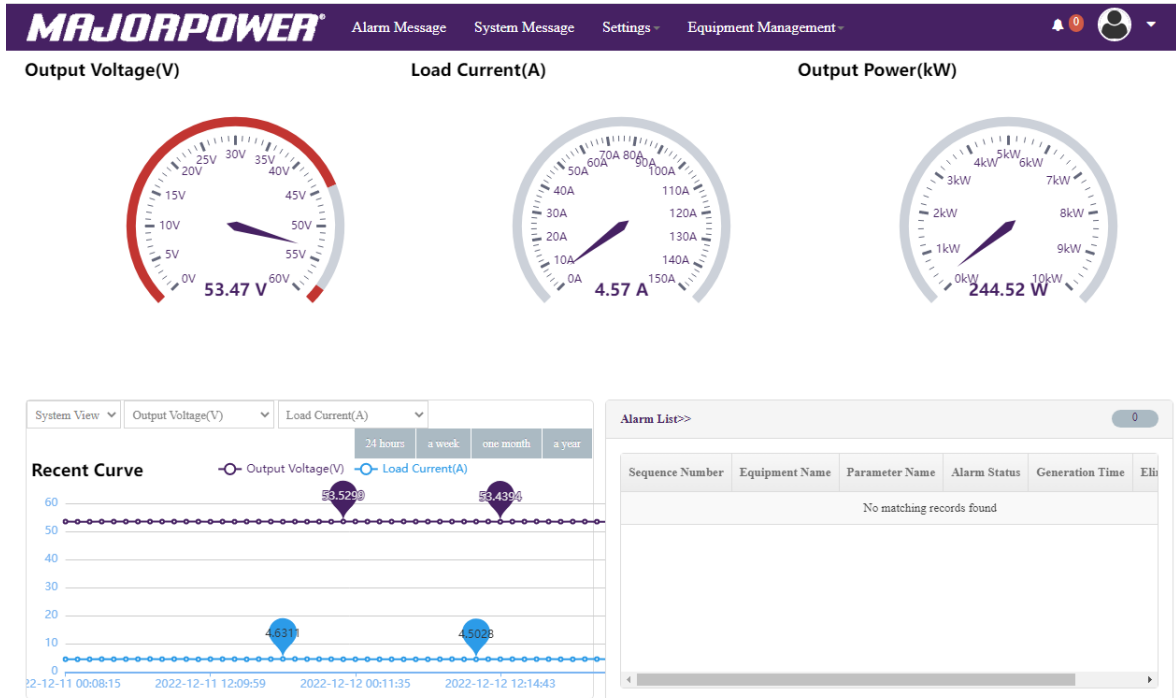 MAJORPOWER®
Alarm Message System Message Settings Equipment Management 0
Output Voltage(V) Load Current(A) Output Power(kW)
0V 5V 10V 15V 20V 25V 30V 35V 40V 45V 50V 55V 60V
53.47 V
0A 10A 20A 30A 40A 50A 60A 70A 80A 90A 100A 110A 120A 130A 140A 150A
4.57 A
0kW 1kW 2kW 3kW 4kW 5kW 6kW 7kW 8kW 9kW 10kW
244.52 W
System View Output Voltage(V) Load Current(A)
24 hours a week one month a year
Recent Curve Output Voltage(V) Load Current(A)
53.5299 53.4394
60
50
40
30
20
10
0
4.6311 4.5028
22-12-11 00:08:15 2022-12-11 12:09:59 2022-12-12 00:11:35 2022-12-12 12:14:43
Alarm List>> 0
Sequence Number Equipment Name Parameter Name Alarm Status Generation Time Eli
No matching records found